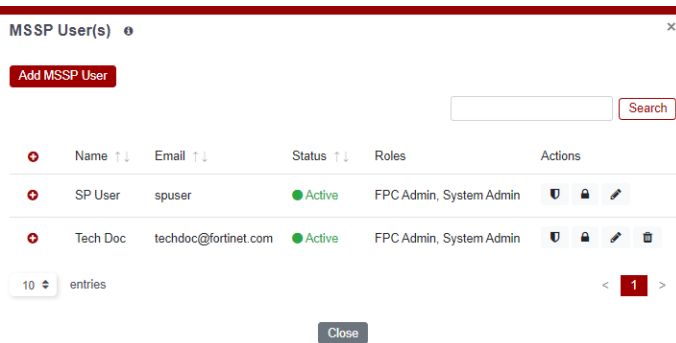 MSSP User(s)
Add MSSP User
Search
Name ↑↓ Email ↑↓ Status ↑↓ Roles Actions
SP User spuser Active FPC Admin, System Admin
Tech Doc techdoc@fortinet.com Active FPC Admin, System Admin
10 entries < 1 >
Close